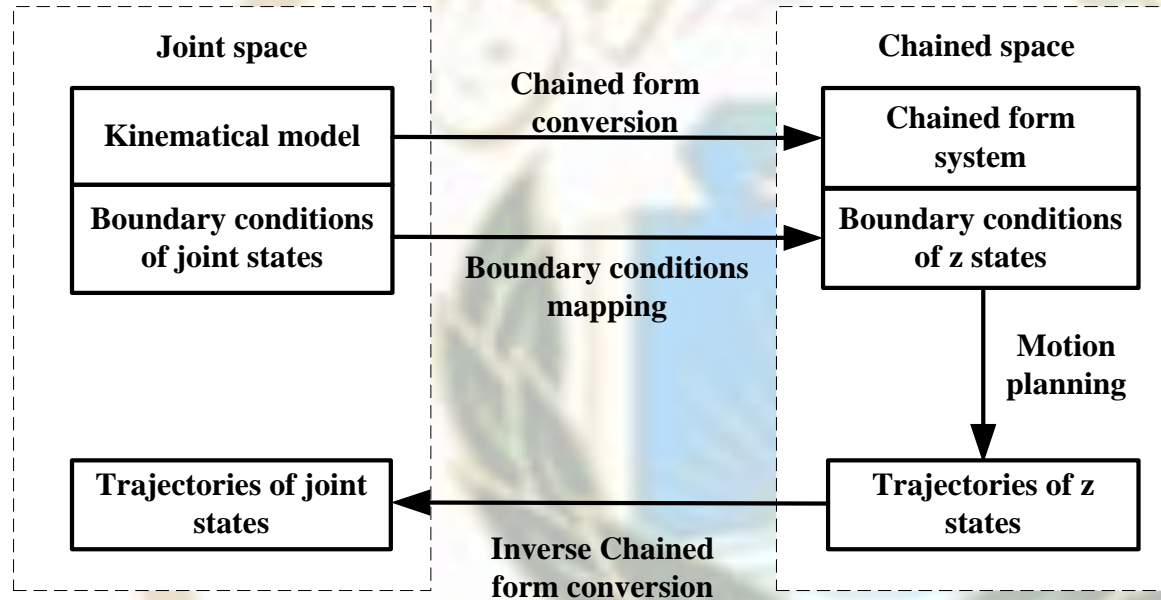 Joint space
Chained space
Kinematical model
Chained form
conversion
Chained form
system
Boundary conditions
of joint states
Boundary conditions
mapping
Boundary conditions
of z states
Motion
planning
Trajectories of joint
states
Inverse Chained
form conversion
Trajectories of z
states